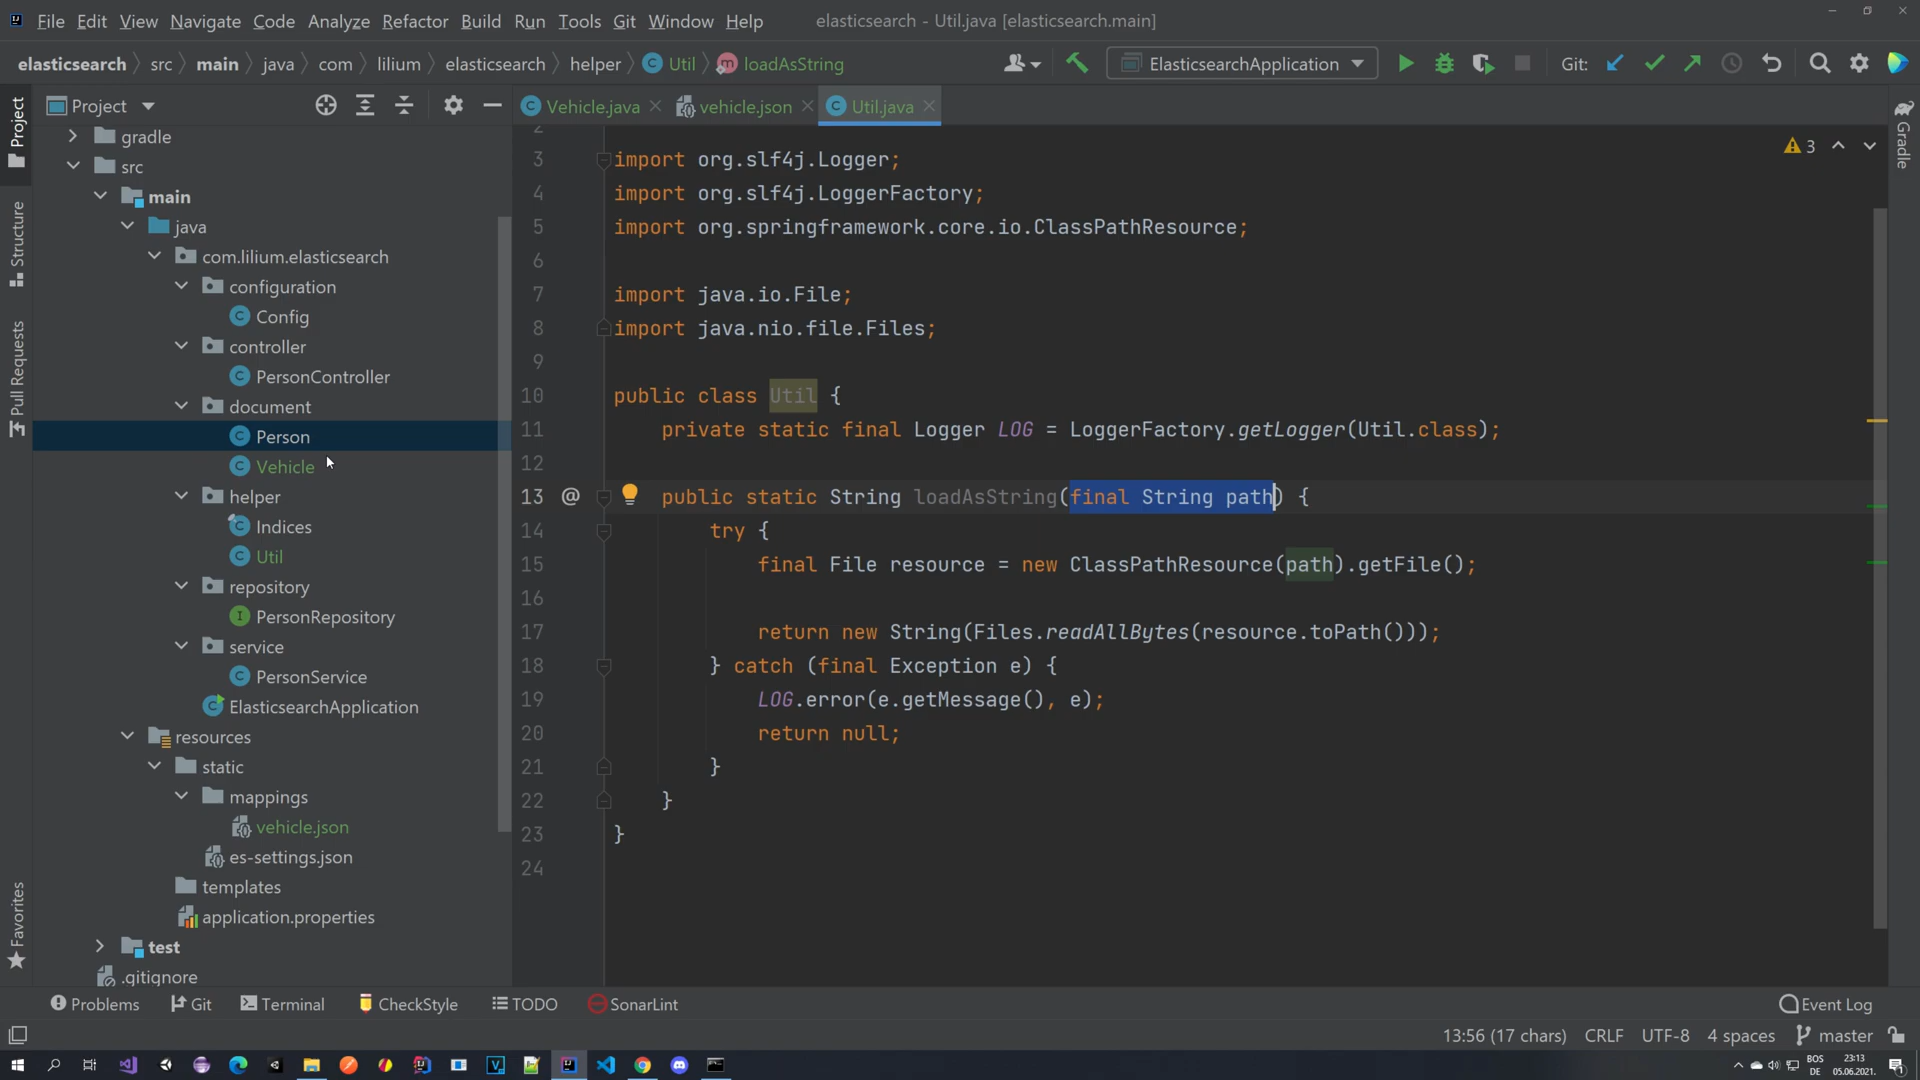 File Edit View Navigate Code Analyze Refactor Build Run Tools Git Window Help elasticsearch - Util.java [elasticsearch.main]
elasticsearch src main java com lilium elasticsearch helper Util loadAsString ElasticsearchApplication Git:
Project Vehicle.java vehicle.json Util.java
Project
Structure
Pull Requests
Favorites
gradle
src
main
java
com.lilium.elasticsearch
configuration
Config
controller
PersonController
document
Person
Vehicle
helper
Indices
Util
repository
PersonRepository
service
PersonService
ElasticsearchApplication
resources
static
mappings
vehicle.json
es-settings.json
templates
application.properties
test
.gitignore
2
3 import org.slf4j.Logger;
4 import org.slf4j.LoggerFactory;
5 import org.springframework.core.io.ClassPathResource;
6
7 import java.io.File;
8 import java.nio.file.Files;
9
10 public class Util {
11 private static final Logger LOG = LoggerFactory.getLogger(Util.class);
12
13 @ public static String loadAsString(final String path) {
14 try {
15 final File resource = new ClassPathResource(path).getFile();
16
17 return new String(Files.readAllBytes(resource.toPath()));
18 } catch (final Exception e) {
19 LOG.error(e.getMessage(), e);
20 return null;
21 }
22 }
23 }
24
3
Gradle
Problems Git Terminal CheckStyle TODO SonarLint Event Log
13:56 (17 chars) CRLF UTF-8 4 spaces master
BOS 23:13
DE 05.06.2021.